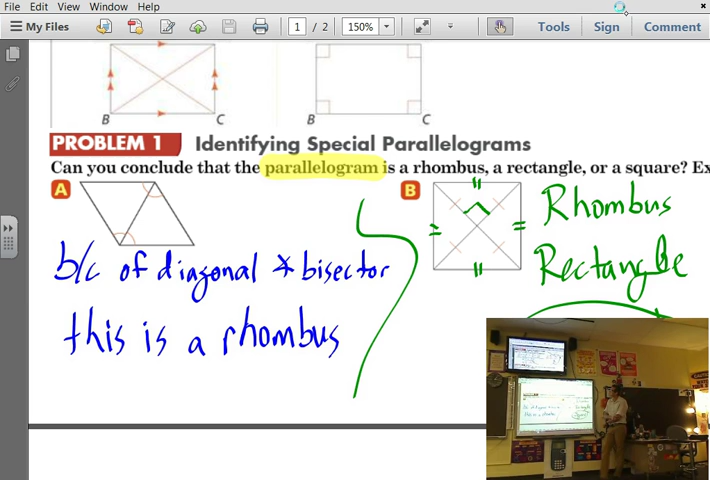 File Edit View Window Help
My Files 1 / 2 150% Tools Sign Comment
B C B C
PROBLEM 1 Identifying Special Parallelograms
Can you conclude that the parallelogram is a rhombus, a rectangle, or a square? Ex
A
b/c of diagonal ∡ bisector
this is a rhombus
B
Rhombus
Rectangle